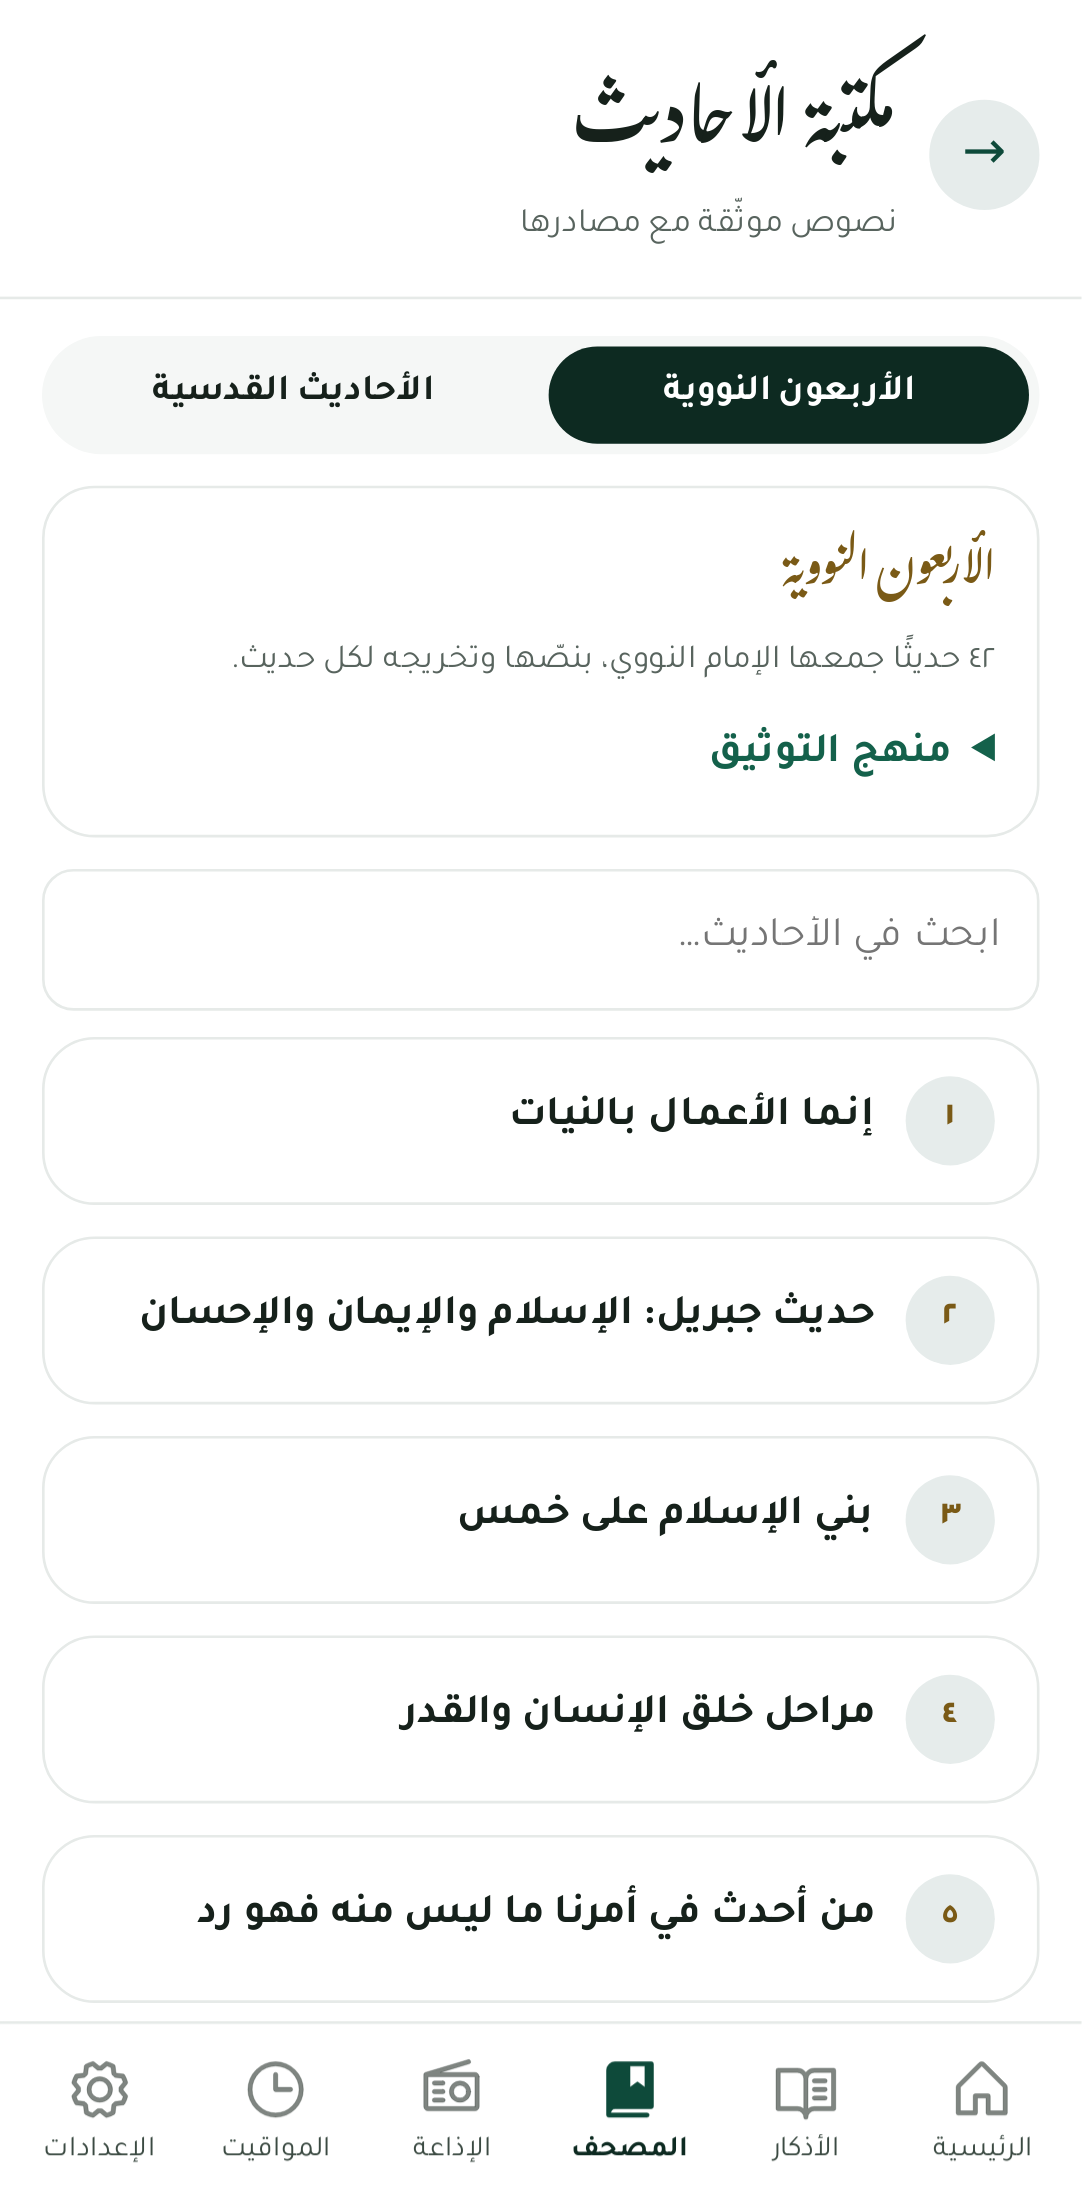 مكتبة الأحاديث
نصوص موثّقة مع مصادرها
الأربعون النووية
الأحاديث القدسية
الأربعون النووية
٤٢ حديثًا جمعها الإمام النووي، بنصّها وتخريجه لكل حديث.
منهج التوثيق
ابحث في الأحاديث...
١
إنما الأعمال بالنيات
٢
حديث جبريل: الإسلام والإيمان والإحسان
٣
بني الإسلام على خمس
٤
مراحل خلق الإنسان والقدر
٥
من أحدث في أمرنا ما ليس منه فهو رد
الرئيسية
الأذكار
المصحف
الإذاعة
المواقيت
الإعدادات